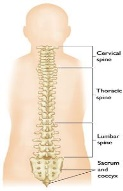 Cervical
spine
Thoracic
spine
Lumbar
spine
Sacrum
and
coccyx